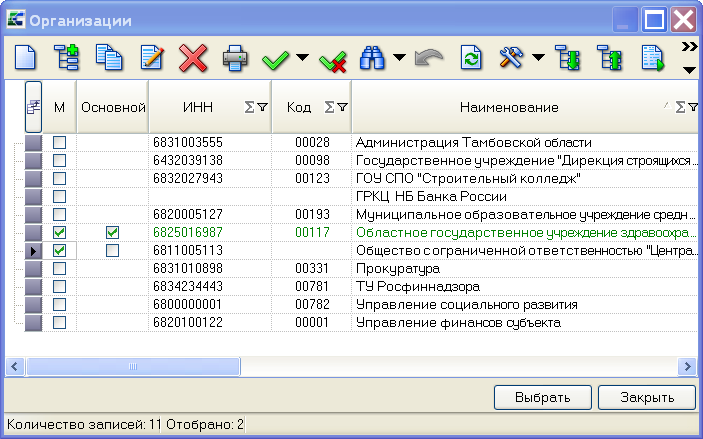 Организации
М Основной ИНН Код Наименование
6831003555 00028 Администрация Тамбовской области
6432039138 00098 Государственное учреждение "Дирекция строящихся...
6832027943 00123 ГОУ СПО "Строительный колледж"
ГРКЦ НБ Банка России
6820005127 00193 Муниципальное образовательное учреждение средн...
6825016987 00117 Областное государственное учреждение здравоохра...
6811005113 Общество с ограниченной ответственностью "Центра...
6831010898 00331 Прокуратура
6834234443 00781 ТУ Росфиннадзора
6800000001 00782 Управление социального развития
6820100122 00001 Управление финансов субъекта
Выбрать Закрыть
Количество записей: 11 Отобрано: 2